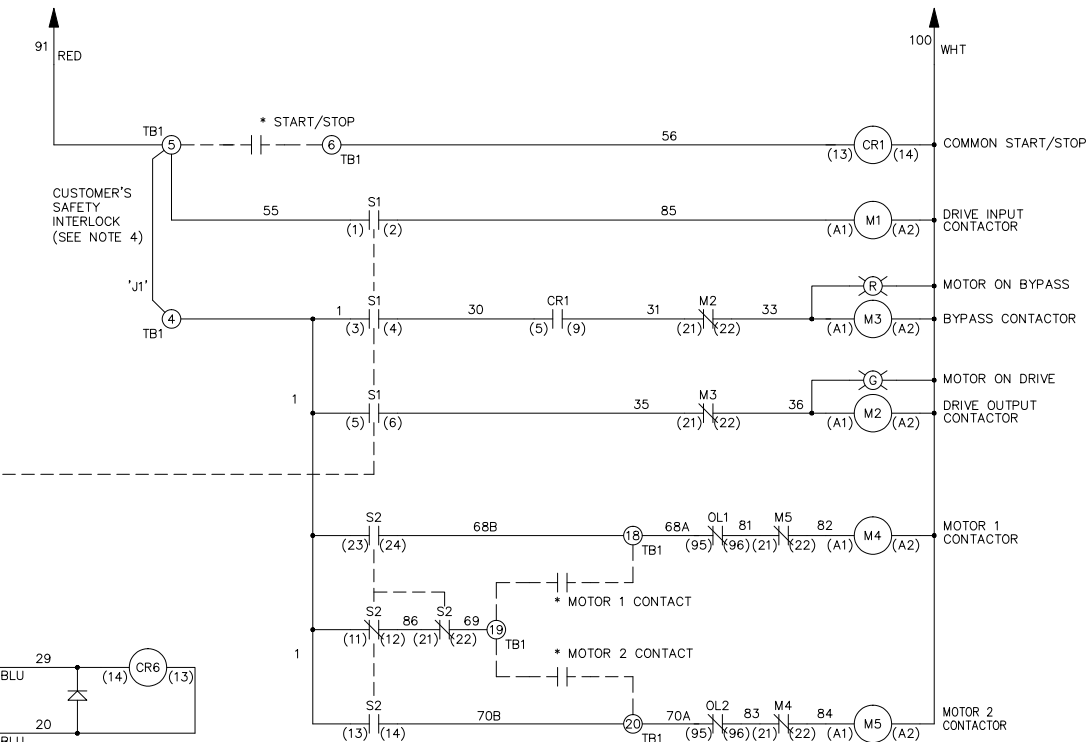 91
RED
100
WHT
* START/STOP
TB1
5
6
TB1
56
CR1
(13)
(14)
COMMON START/STOP
CUSTOMER'S
SAFETY
INTERLOCK
(SEE NOTE 4)
55
S1
(1)
(2)
85
M1
(A1)
(A2)
DRIVE INPUT
CONTACTOR
'J1'
R
MOTOR ON BYPASS
4
TB1
1
S1
(3)
(4)
30
CR1
(5)
(9)
31
M2
(21)
(22)
33
M3
(A1)
(A2)
BYPASS CONTACTOR
G
MOTOR ON DRIVE
1
S1
(5)
(6)
35
M3
(21)
(22)
36
M2
(A1)
(A2)
DRIVE OUTPUT
CONTACTOR
S2
(23)
(24)
68B
18
TB1
68A
OL1
(95)
(96)
81
M5
(21)
(22)
82
M4
(A1)
(A2)
MOTOR 1
CONTACTOR
* MOTOR 1 CONTACT
S2
(11)
(12)
86
S2
(21)
(22)
69
19
TB1
* MOTOR 2 CONTACT
1
S2
(13)
(14)
70B
20
TB1
70A
OL2
(95)
(96)
83
M4
(21)
(22)
84
M5
(A1)
(A2)
MOTOR 2
CONTACTOR
29
BLU
(14)
CR6
(13)
20
BLU